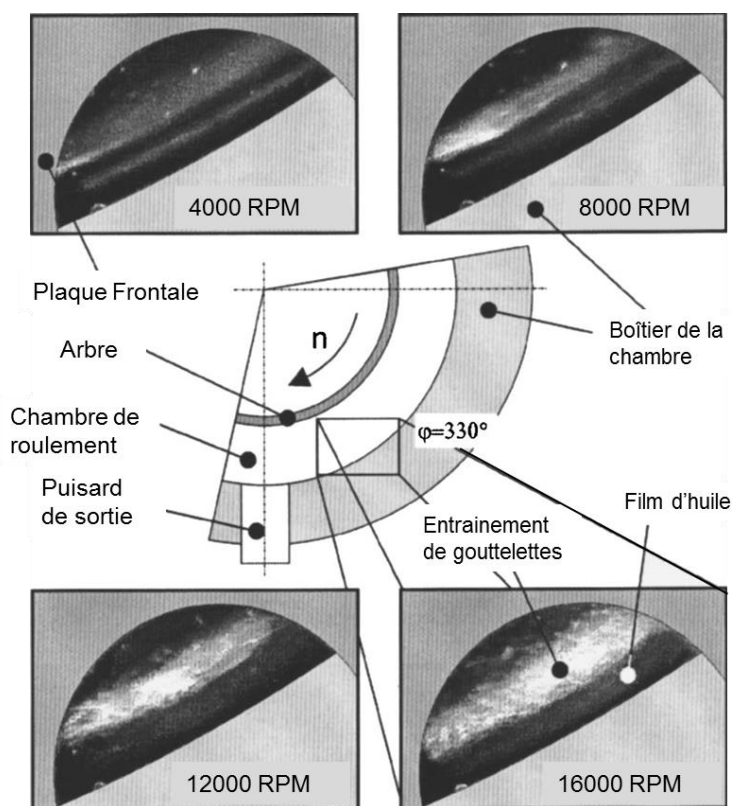 4000 RPM
8000 RPM
Plaque Frontale
Arbre
n
Boîtier de la
chambre
Chambre de
roulement
φ=330°
Puisard
de sortie
Entrainement
de gouttelettes
Film d’huile
12000 RPM
16000 RPM